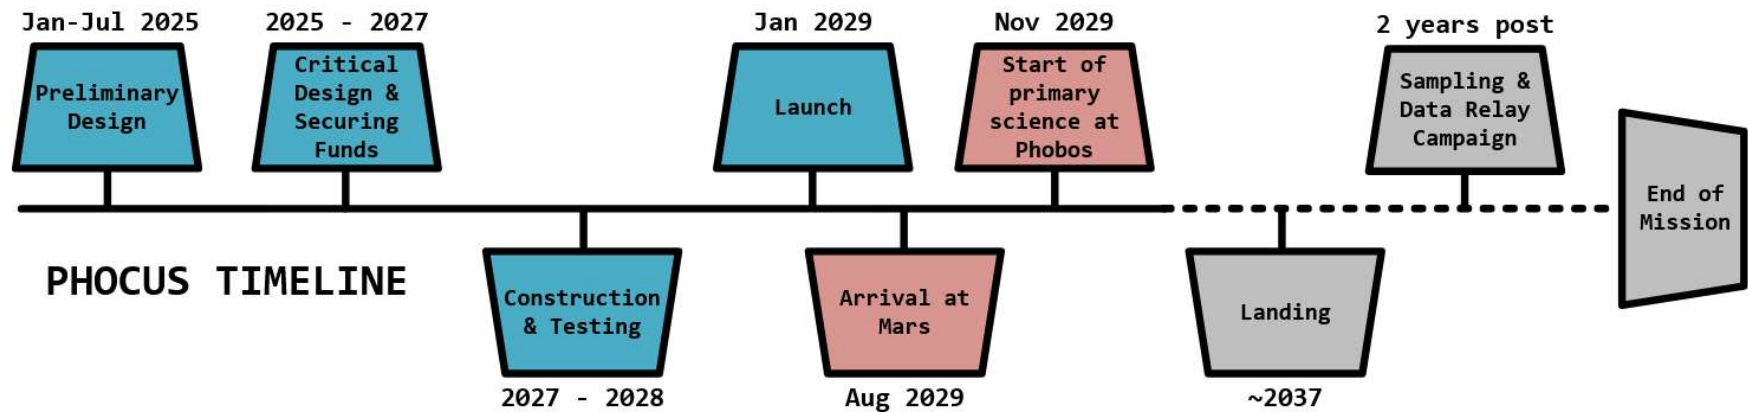 Jan-Jul 2025
Preliminary
Design
2025 - 2027
Critical
Design &
Securing
Funds
Construction
& Testing
2027 - 2028
Jan 2029
Launch
Arrival at
Mars
Aug 2029
Nov 2029
Start of
primary
science at
Phobos
Landing
~2037
2 years post
Sampling &
Data Relay
Campaign
End of
Mission
PHOCUS TIMELINE